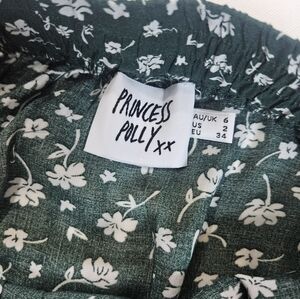 PRINCESS
POLLY xx
AU/UK 6
US 2
EU 34